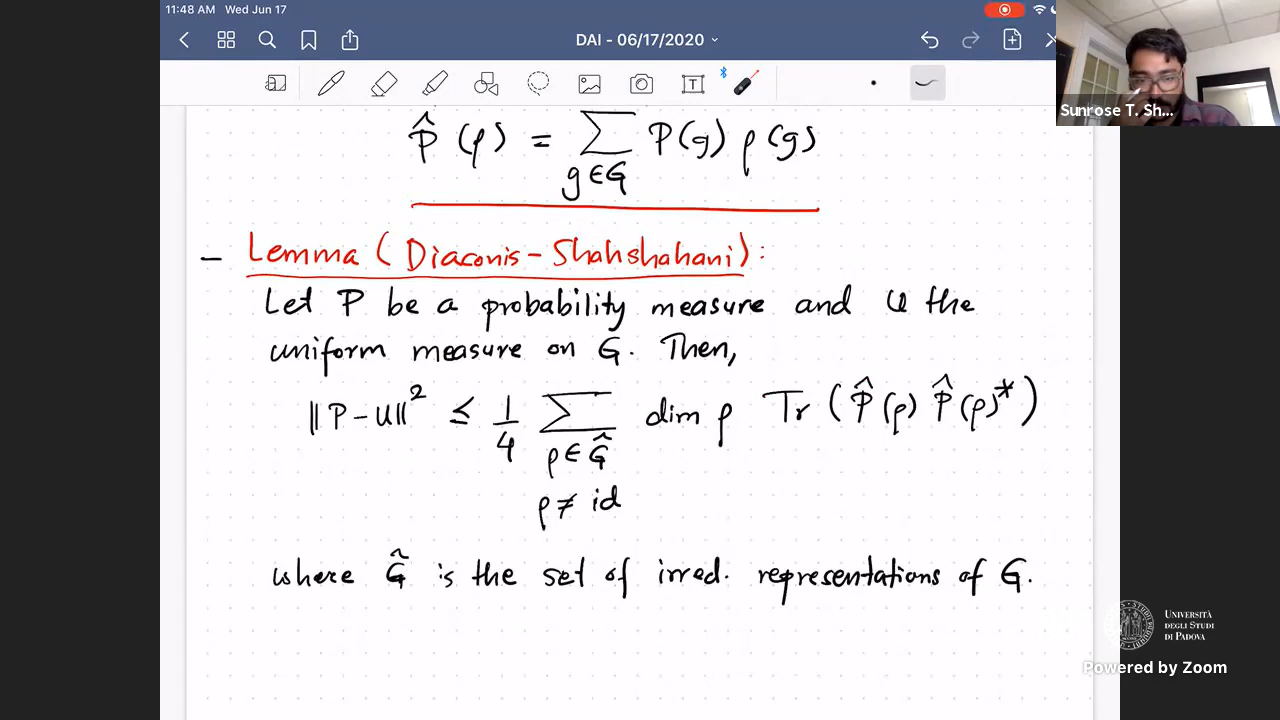 11:48 AM Wed Jun 17
DAI - 06/17/2020
T
Sunrose T. Sh...
P̂ (ρ) = ∑ P(g) ρ(g)
g∈G
– Lemma (Diaconis - Shahshahani):
Let P be a probability measure and U the
uniform measure on G. Then,
‖P-U‖² ≤ 1/4 ∑ dim ρ Tr (P̂(ρ) P̂(ρ)*)
ρ∈Ĝ
ρ≠ id
where Ĝ is the set of irred. representations of G.
UNIVERSITÀ
DEGLI STUDI
DI PADOVA
Powered by Zoom